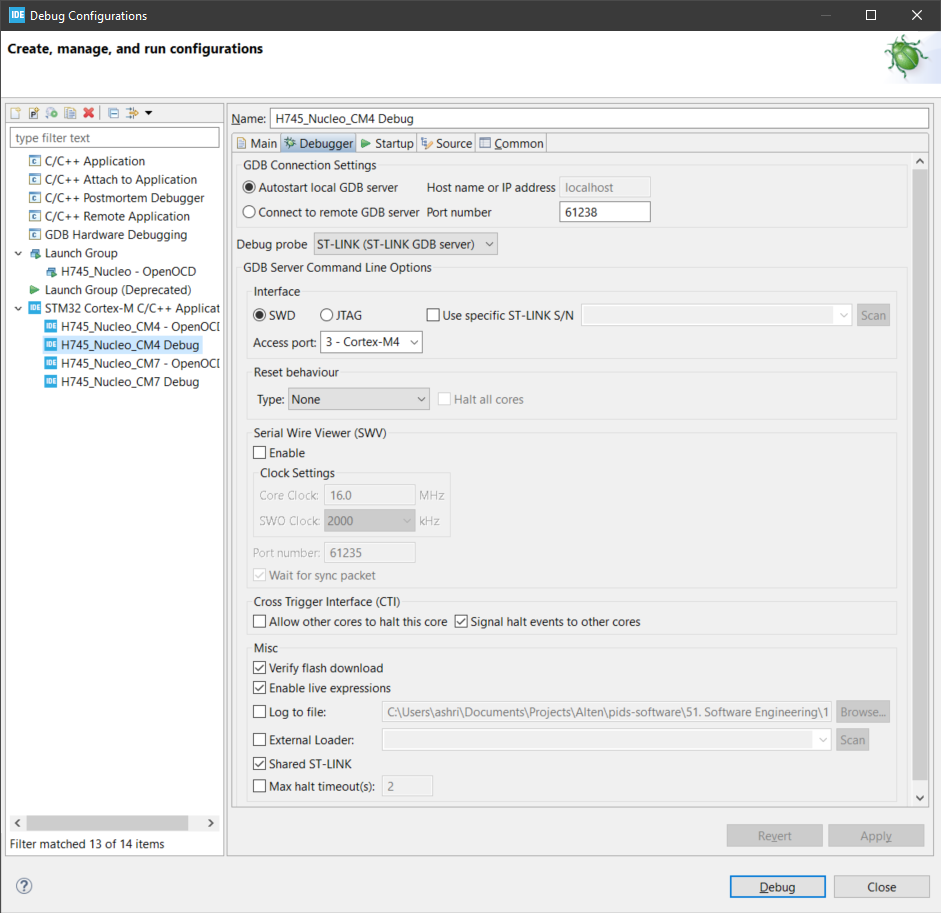 IDE Debug Configurations
Create, manage, and run configurations
type filter text
C/C++ Application
C/C++ Attach to Application
C/C++ Postmortem Debugger
C/C++ Remote Application
GDB Hardware Debugging
Launch Group
H745_Nucleo - OpenOCD
Launch Group (Deprecated)
IDE STM32 Cortex-M C/C++ Applicat
IDE H745_Nucleo_CM4 - OpenOCD
IDE H745_Nucleo_CM4 Debug
IDE H745_Nucleo_CM7 - OpenOCD
IDE H745_Nucleo_CM7 Debug
Filter matched 13 of 14 items
Name: H745_Nucleo_CM4 Debug
Main Debugger Startup Source Common
GDB Connection Settings
Autostart local GDB server Host name or IP address localhost
Connect to remote GDB server Port number 61238
Debug probe ST-LINK (ST-LINK GDB server)
GDB Server Command Line Options
Interface
SWD JTAG Use specific ST-LINK S/N Scan
Access port: 3 - Cortex-M4
Reset behaviour
Type: None Halt all cores
Serial Wire Viewer (SWV)
Enable
Clock Settings
Core Clock: 16.0 MHz
SWO Clock: 2000 kHz
Port number: 61235
Wait for sync packet
Cross Trigger Interface (CTI)
Allow other cores to halt this core Signal halt events to other cores
Misc
Verify flash download
Enable live expressions
Log to file: C:\Users\ashri\Documents\Projects\Alten\pids-software\51. Software Engineering\1 Browse...
External Loader: Scan
Shared ST-LINK
Max halt timeout(s): 2
Revert Apply
? Debug Close